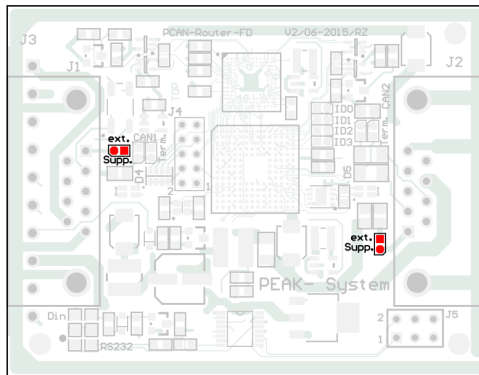 PCAN-Router-FD
V2/06-2015/RZ
J3
J1
J2
TOP
J4
ID0
ID1
ID2
ID3
Term. CAN2
ext.
Supp.
CAN1
Term.
D4
2
1
D5
ext.
Supp.
PEAK- System
Din
RS232
J5
2
1